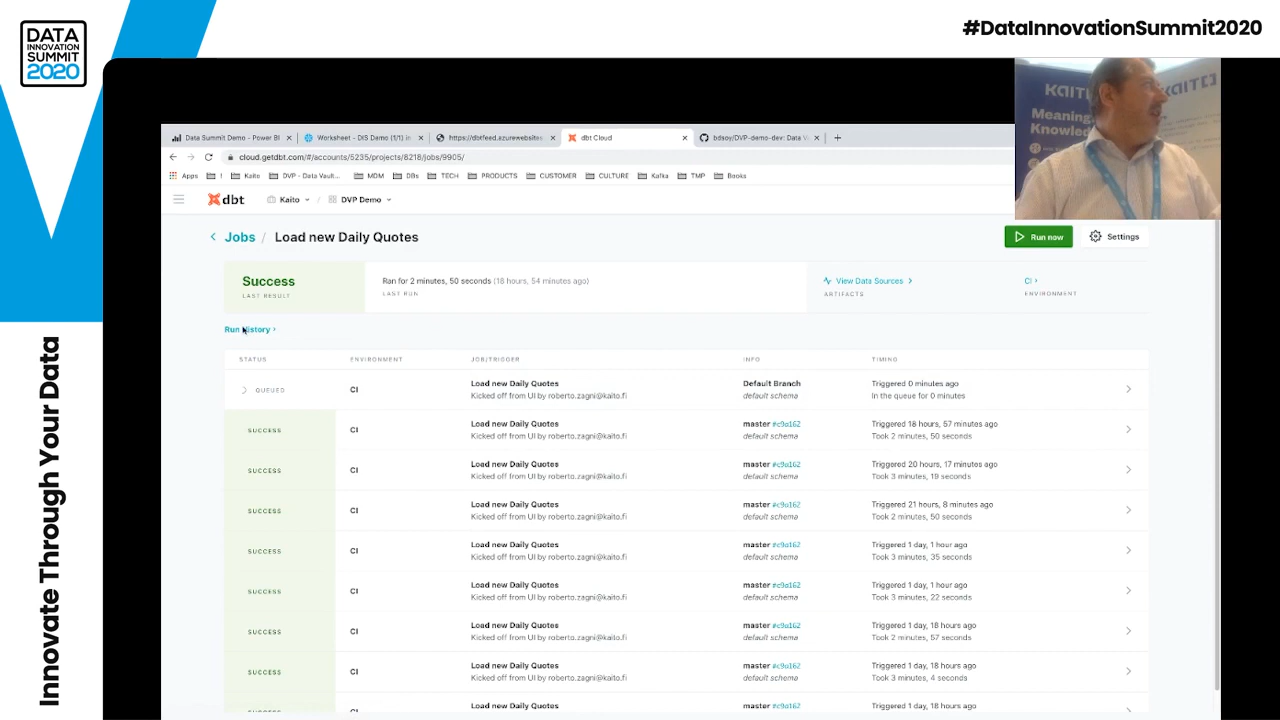 DATA
INNOVATION
SUMMIT
2020
#DataInnovationSummit2020
Innovate Through Your Data
KAITO
Meaning
Knowle
Data Summit Demo - Power BI
Worksheet - DIS Demo (1/1) in
https://dbtfeed.azurewebsites
dbt Cloud
bdsoy/DVP-demo-dev: Data V
cloud.getdbt.com/#/accounts/5235/projects/8218/jobs/9905/
Apps
Kaito
DVP - Data Vault...
MDM
DBs
TECH
PRODUCTS
CUSTOMER
CULTURE
Kafka
TMP
Books
dbt
Kaito
DVP Demo
Jobs / Load new Daily Quotes
Run now
Settings
Success
LAST RESULT
Ran for 2 minutes, 50 seconds (18 hours, 54 minutes ago)
LAST RUN
View Data Sources
ARTIFACTS
CI
ENVIRONMENT
Run History
STATUS ENVIRONMENT JOB/TRIGGER INFO TIMING
QUEUED CI Load new Daily Quotes Default Branch Triggered 0 minutes ago
Kicked off from UI by roberto.zagni@kaito.fi default schema In the queue for 0 minutes
SUCCESS CI Load new Daily Quotes master #c9a162 Triggered 18 hours, 57 minutes ago
Kicked off from UI by roberto.zagni@kaito.fi default schema Took 2 minutes, 50 seconds
SUCCESS CI Load new Daily Quotes master #c9a162 Triggered 20 hours, 17 minutes ago
Kicked off from UI by roberto.zagni@kaito.fi default schema Took 3 minutes, 19 seconds
SUCCESS CI Load new Daily Quotes master #c9a162 Triggered 21 hours, 8 minutes ago
Kicked off from UI by roberto.zagni@kaito.fi default schema Took 2 minutes, 50 seconds
SUCCESS CI Load new Daily Quotes master #c9a162 Triggered 1 day, 1 hour ago
Kicked off from UI by roberto.zagni@kaito.fi default schema Took 3 minutes, 35 seconds
SUCCESS CI Load new Daily Quotes master #c9a162 Triggered 1 day, 1 hour ago
Kicked off from UI by roberto.zagni@kaito.fi default schema Took 3 minutes, 22 seconds
SUCCESS CI Load new Daily Quotes master #c9a162 Triggered 1 day, 18 hours ago
Kicked off from UI by roberto.zagni@kaito.fi default schema Took 2 minutes, 57 seconds
SUCCESS CI Load new Daily Quotes master #c9a162 Triggered 1 day, 18 hours ago
Kicked off from UI by roberto.zagni@kaito.fi default schema Took 3 minutes, 4 seconds
Load new Daily Quotes master #c9a162 Triggered 1 day, 18 hours ago